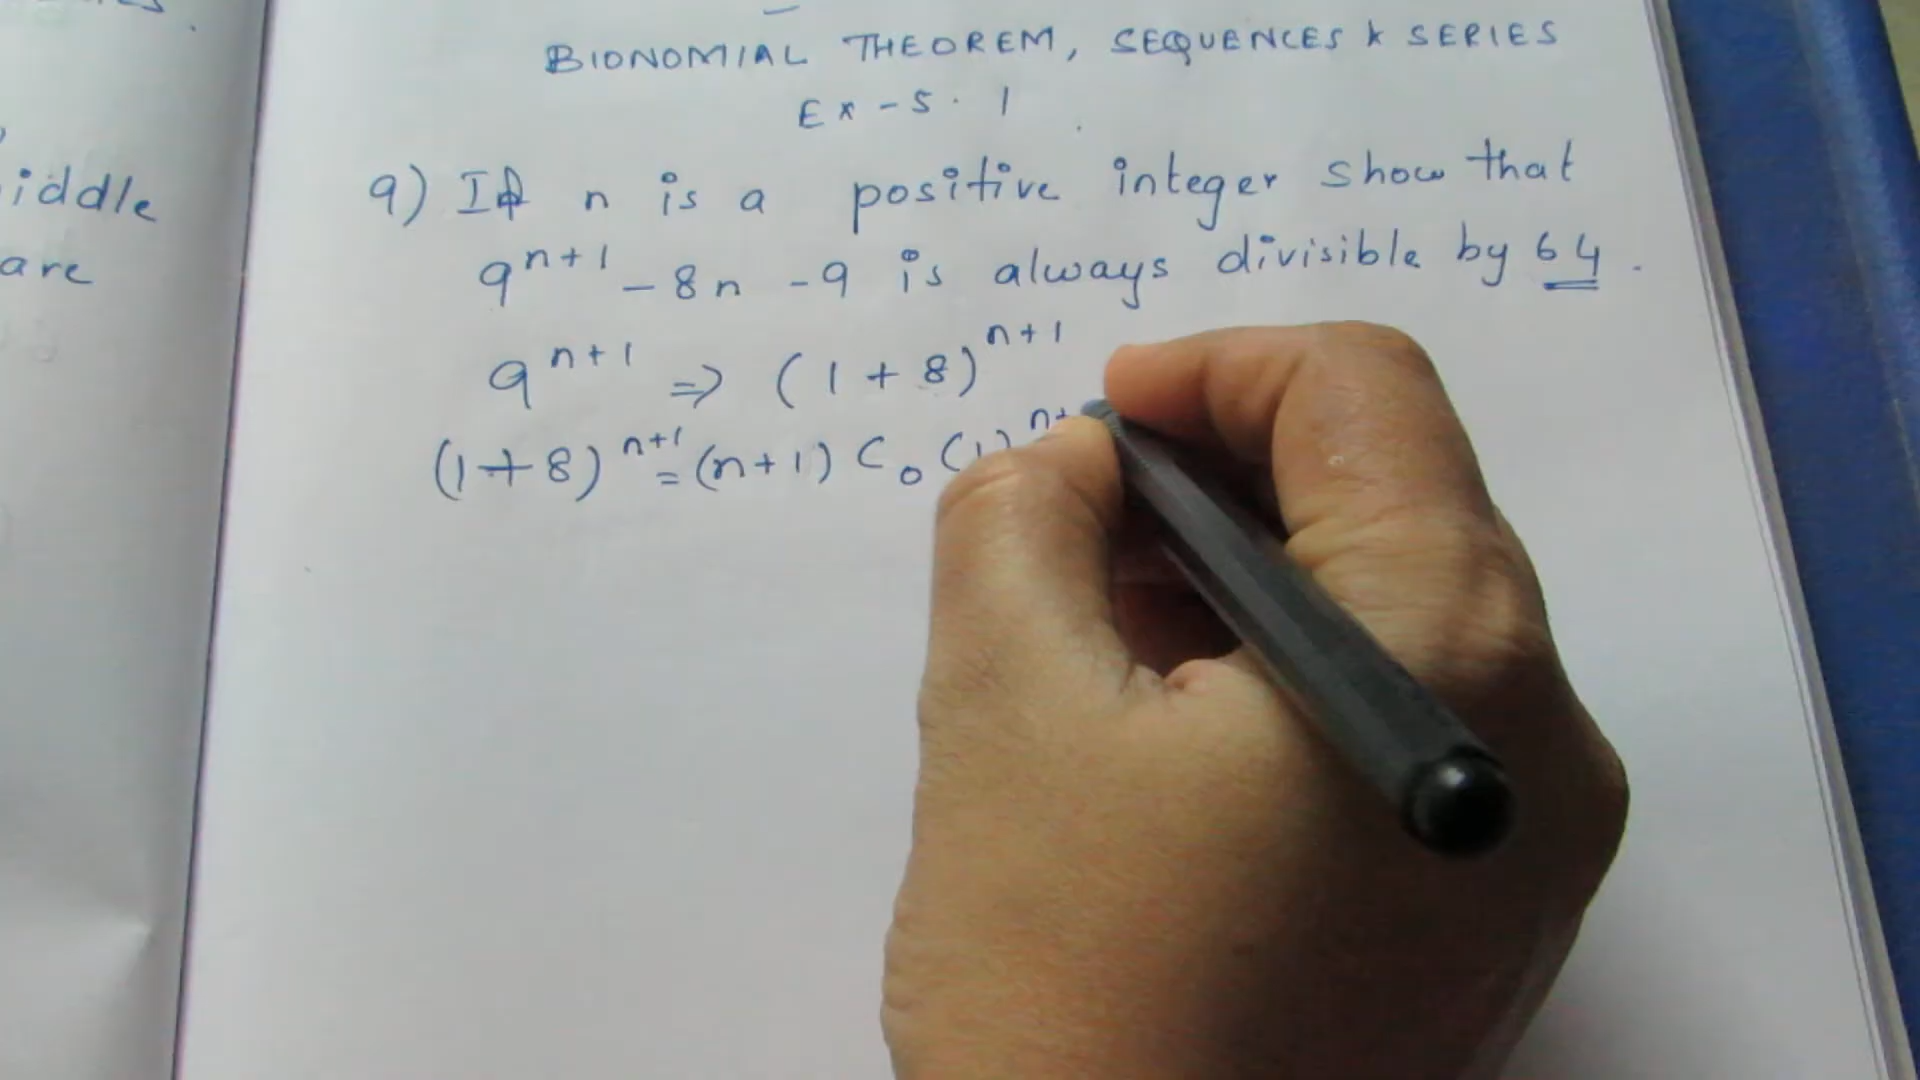 iddle
are
BIONOMIAL THEOREM, SEQUENCES & SERIES
Ex - 5.1
9) If n is a positive integer show that
9^{n+1} - 8n - 9 is always divisible by 64.
9^{n+1} ⇒ (1 + 8)^{n+1}
(1+8)^{n+1} = (n+1) C_0 (1)^{n+